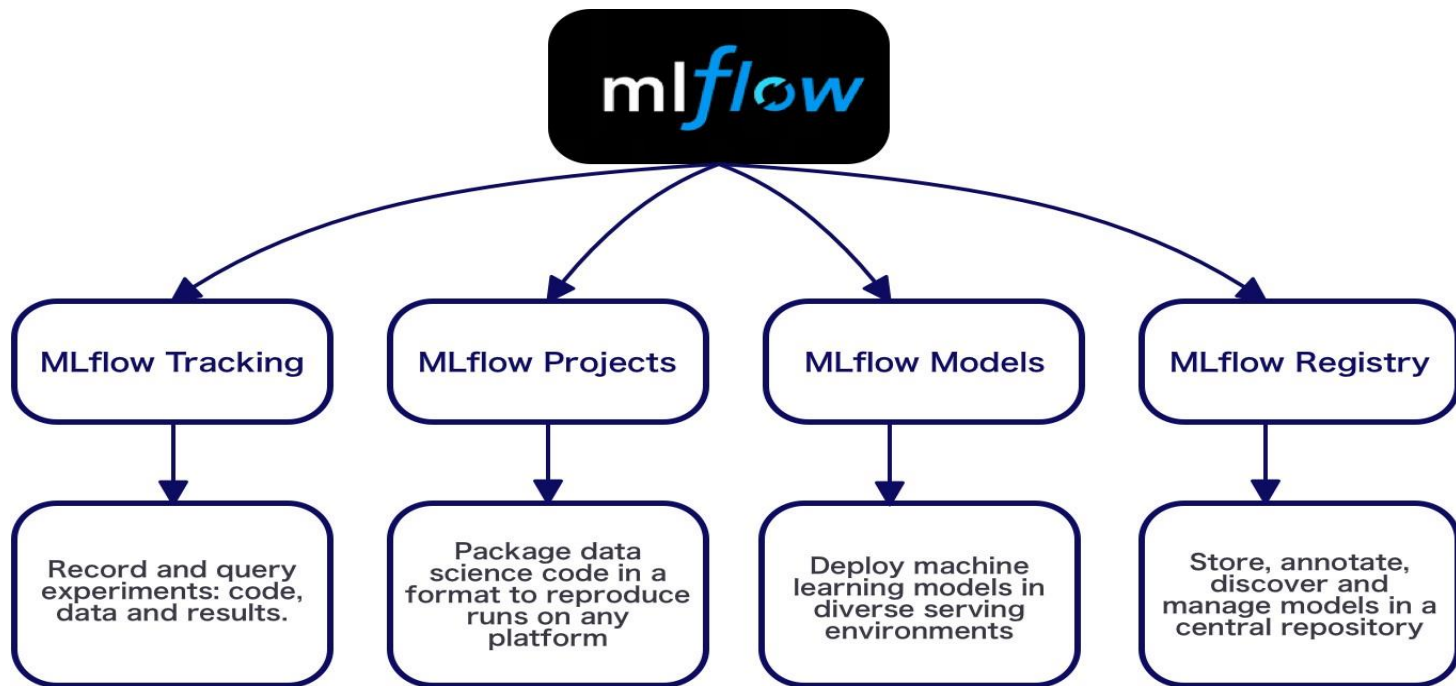 mlflow
MLflow Tracking
MLflow Projects
MLflow Models
MLflow Registry
Record and query
experiments: code,
data and results.
Package data
science code in a
format to reproduce
runs on any
platform
Deploy machine
learning models in
diverse serving
environments
Store, annotate,
discover and
manage models in a
central repository